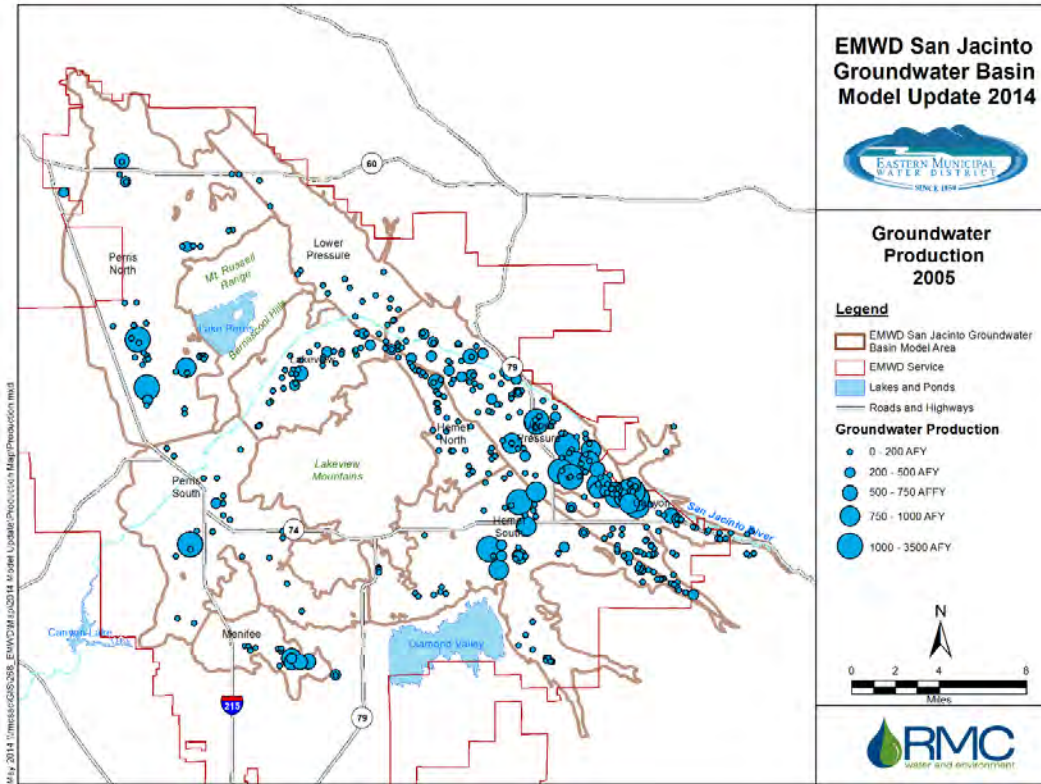 EMWD San Jacinto
Groundwater Basin
Model Update 2014
EASTERN MUNICIPAL
WATER DISTRICT
SINCE 1950
Groundwater
Production
2005
Legend
EMWD San Jacinto Groundwater
Basin Model Area
EMWD Service
Lakes and Ponds
Roads and Highways
Groundwater Production
0 - 200 AFY
200 - 500 AFY
500 - 750 AFFY
750 - 1000 AFY
1000 - 3500 AFY
N
0 2 4 8
Miles
RMC
water and environment
60
Perris
North
Mt. Russell
Range
Lower
Pressure
Lake Perris
Bernascool Hills
Lakeview
79
Hemet
North
Pressure
Lakeview
Mountains
Perris
South
Canyon
San Jacinto River
74
Hemet
South
Canyon Lake
Menifee
Diamond Valley
215
79